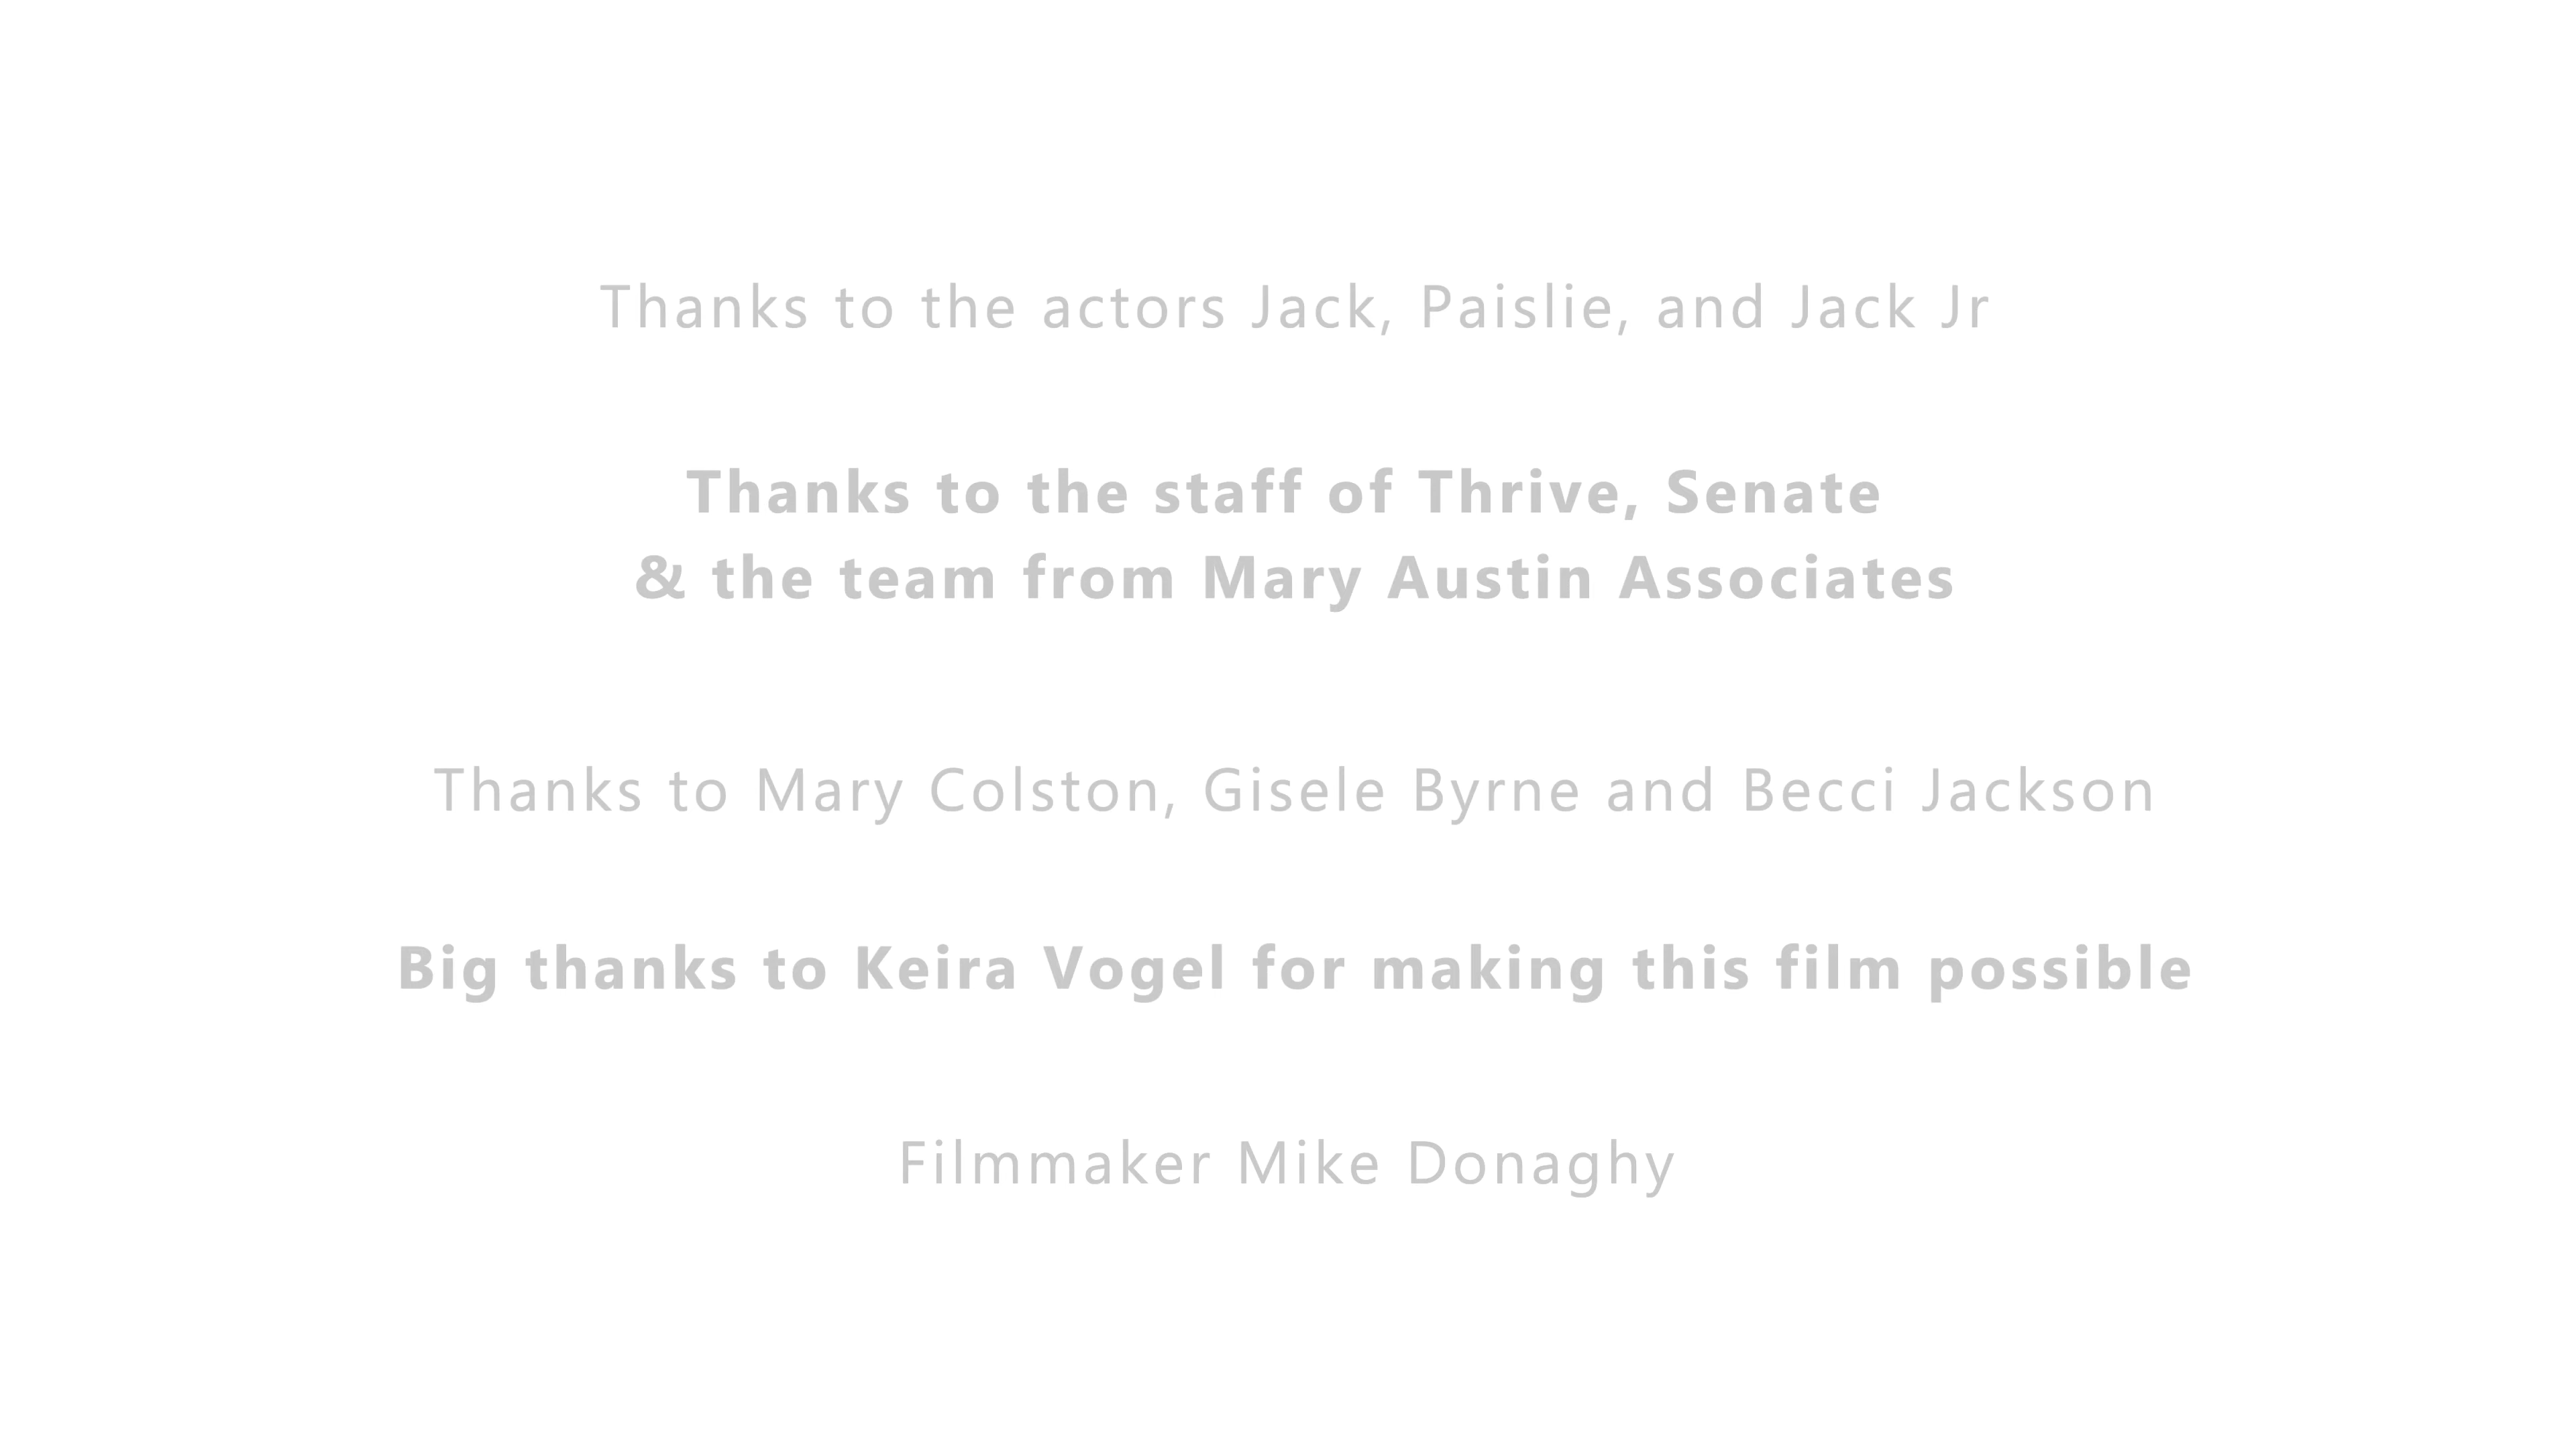 Thanks to the actors Jack, Paislie, and Jack Jr
Thanks to the staff of Thrive, Senate
& the team from Mary Austin Associates
Thanks to Mary Colston, Gisele Byrne and Becci Jackson
Big thanks to Keira Vogel for making this film possible
Filmmaker Mike Donaghy